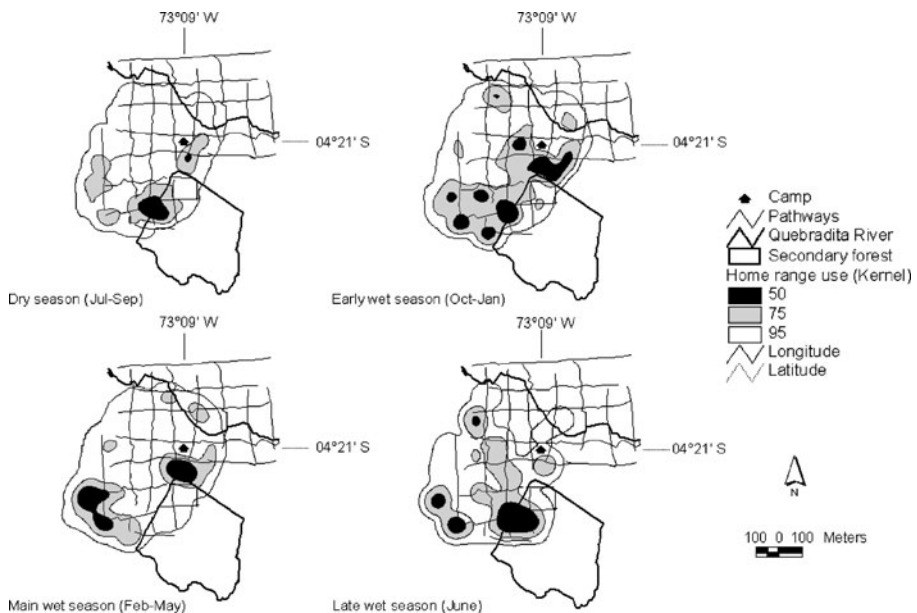 73°09' W
73°09' W
04°21' S
04°21' S
Camp
Pathways
Quebradita River
Secondary forest
Home range use (Kernel)
50
75
95
Longitude
Latitude
Dry season (Jul-Sep)
Early wet season (Oct-Jan)
73°09' W
73°09' W
04°21' S
04°21' S
N
100 0 100 Meters
Main wet season (Feb-May)
Late wet season (June)